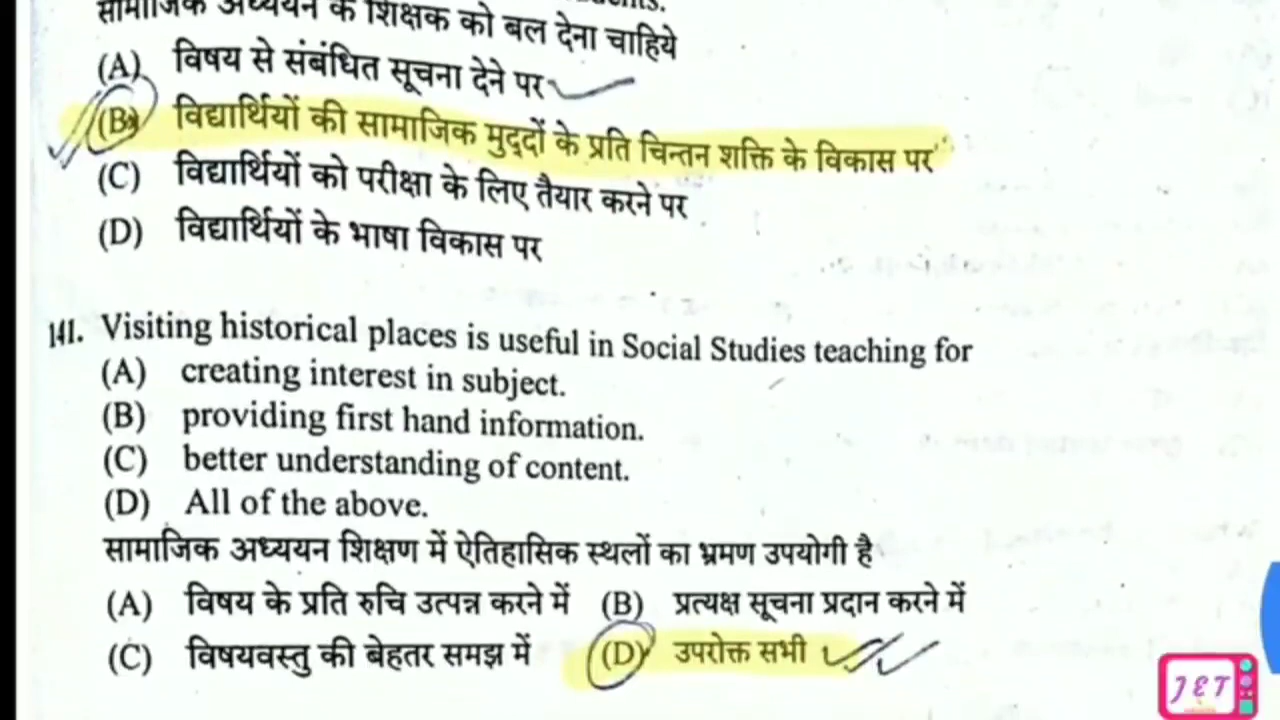 सामाजिक अध्ययन के शिक्षक को बल देना चाहिये
(A) विषय से संबंधित सूचना देने पर
(B) विद्यार्थियों की सामाजिक मुद्दों के प्रति चिन्तन शक्ति के विकास पर
(C) विद्यार्थियों को परीक्षा के लिए तैयार करने पर
(D) विद्यार्थियों के भाषा विकास पर
141. Visiting historical places is useful in Social Studies teaching for
(A) creating interest in subject.
(B) providing first hand information.
(C) better understanding of content.
(D) All of the above.
सामाजिक अध्ययन शिक्षण में ऐतिहासिक स्थलों का भ्रमण उपयोगी है
(A) विषय के प्रति रुचि उत्पन्न करने में (B) प्रत्यक्ष सूचना प्रदान करने में
(C) विषयवस्तु की बेहतर समझ में (D) उपरोक्त सभी
JET